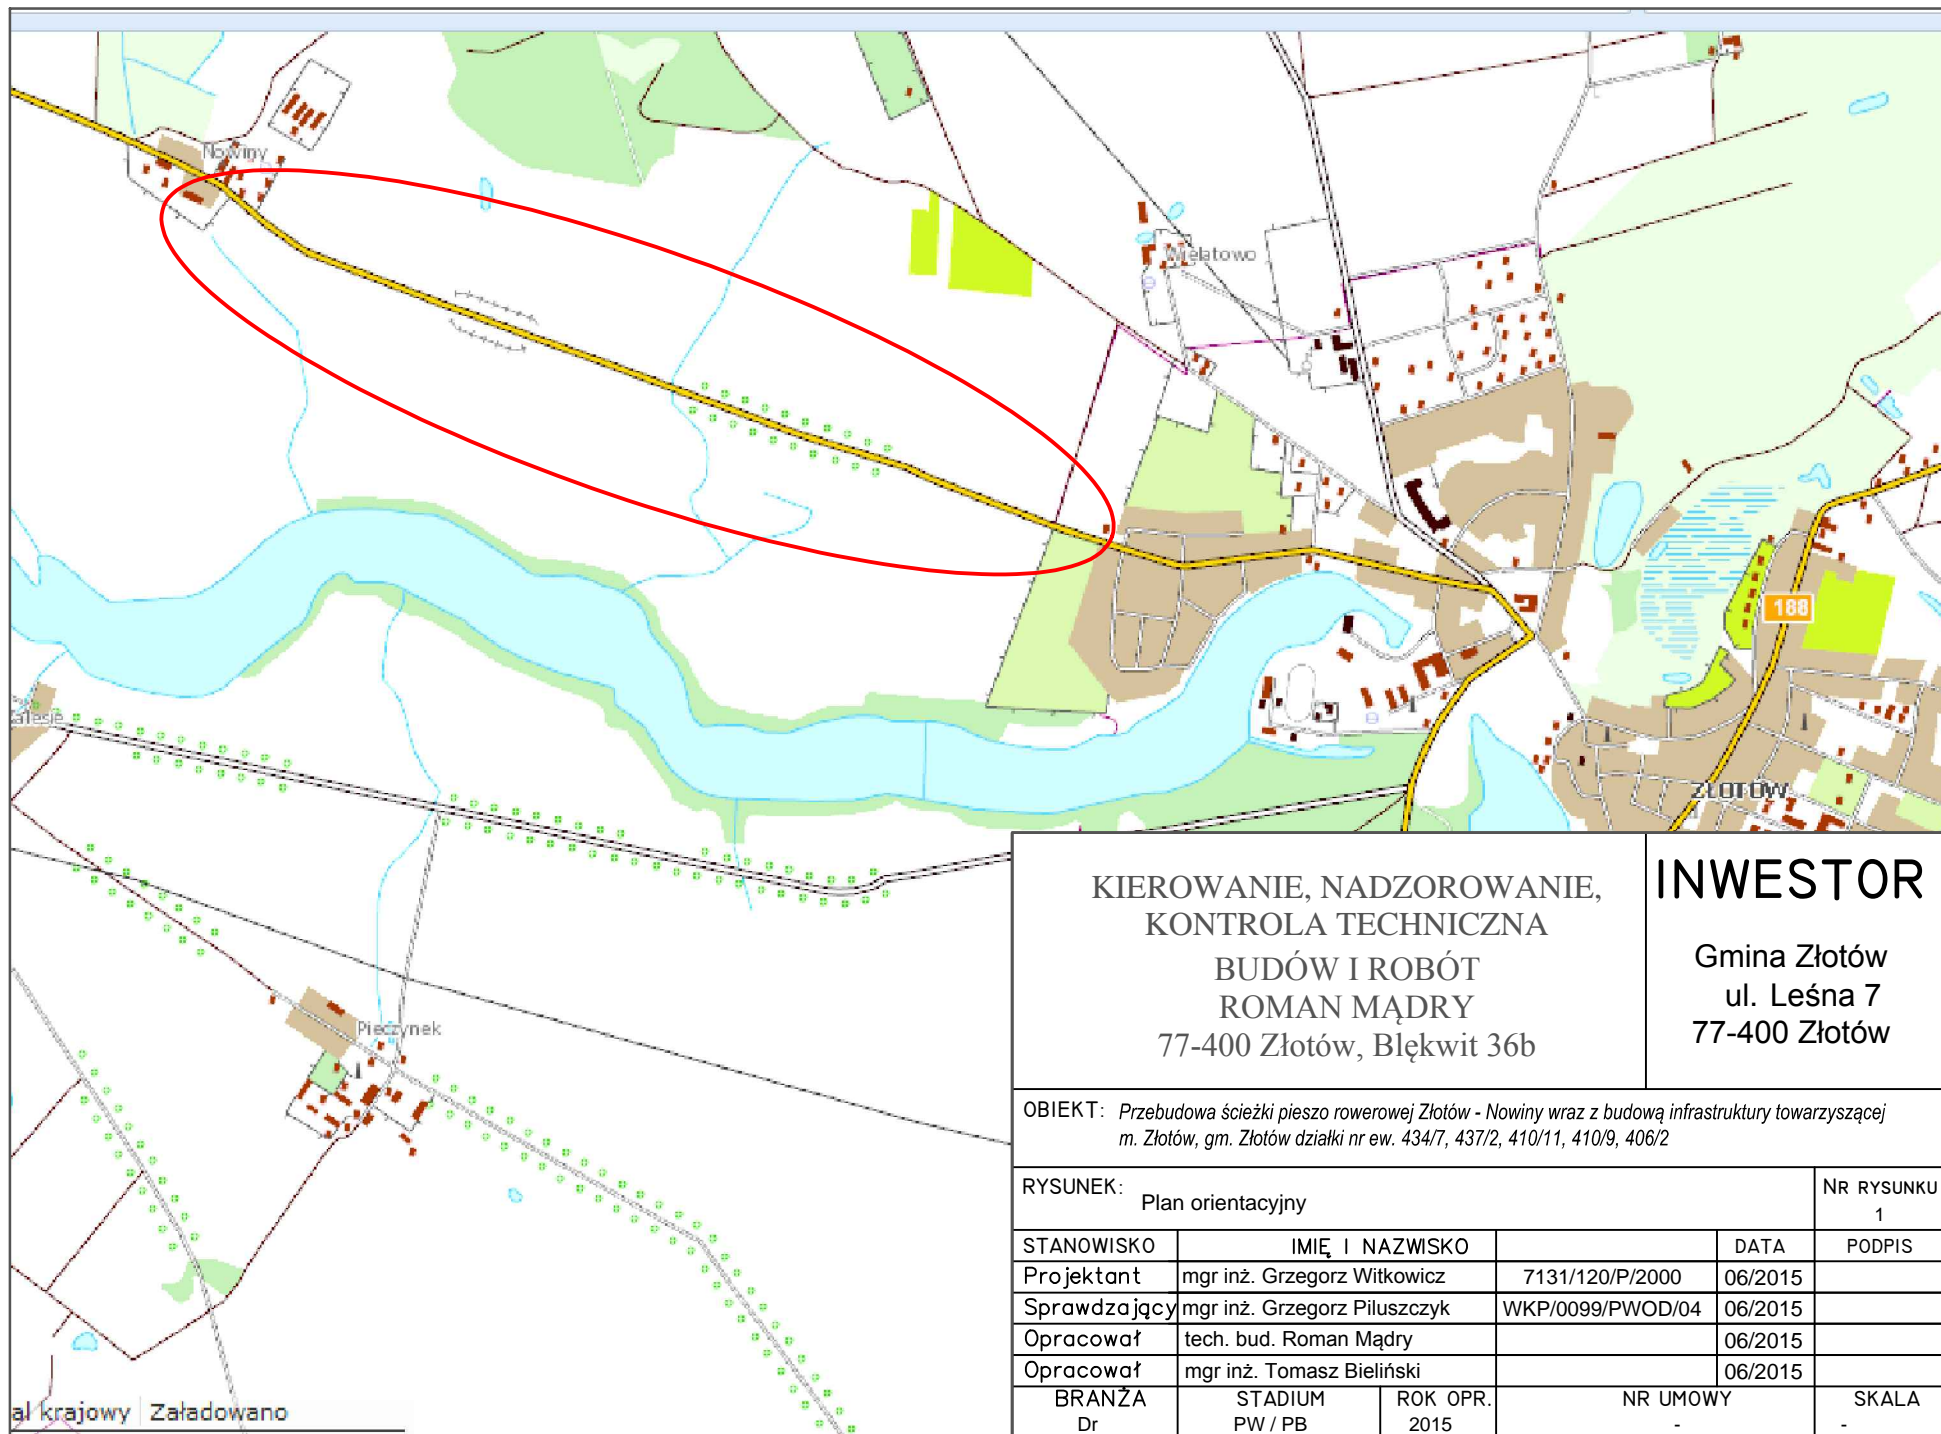 Nowiny
Wielatowo
188
alesie
ZŁOTÓW
Pieczynek
al krajowy
Załadowano
KIEROWANIE, NADZOROWANIE,
KONTROLA TECHNICZNA
BUDÓW I ROBÓT
ROMAN MĄDRY
77-400 Złotów, Blękwit 36b
INWESTOR
Gmina Złotów
ul. Leśna 7
77-400 Złotów
OBIEKT: Przebudowa ścieżki pieszo rowerowej Złotów - Nowiny wraz z budową infrastruktury towarzyszącej
m. Złotów, gm. Złotów działki nr ew. 434/7, 437/2, 410/11, 410/9, 406/2
RYSUNEK: Plan orientacyjny
NR RYSUNKU
1
STANOWISKO IMIĘ I NAZWISKO DATA PODPIS
Projektant mgr inż. Grzegorz Witkowicz 7131/120/P/2000 06/2015
Sprawdzający mgr inż. Grzegorz Piluszczyk WKP/0099/PWOD/04 06/2015
Opracował tech. bud. Roman Mądry 06/2015
Opracował mgr inż. Tomasz Bieliński 06/2015
BRANŻA STADIUM ROK OPR. NR UMOWY SKALA
Dr PW / PB 2015 - -